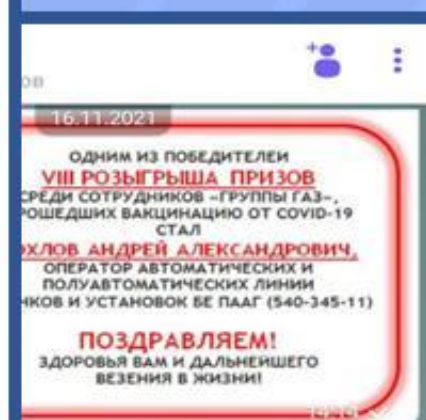 ов
16.11.2021
ОДНИМ ИЗ ПОБЕДИТЕЛЕЙ
VIII РОЗЫГРЫША ПРИЗОВ
СРЕДИ СОТРУДНИКОВ «ГРУППЫ ГАЗ»,
РОШЕДШИХ ВАКЦИНАЦИЮ ОТ COVID-19
СТАЛ
ОХЛОВ АНДРЕЙ АЛЕКСАНДРОВИЧ,
ОПЕРАТОР АВТОМАТИЧЕСКИХ И
ПОЛУАВТОМАТИЧЕСКИХ ЛИНИИ
НКОВ И УСТАНОВОК БЕ ПААГ (540-345-11)
ПОЗДРАВЛЯЕМ!
ЗДОРОВЬЯ ВАМ И ДАЛЬНЕЙШЕГО
ВЕЗЕНИЯ В ЖИЗНИ!